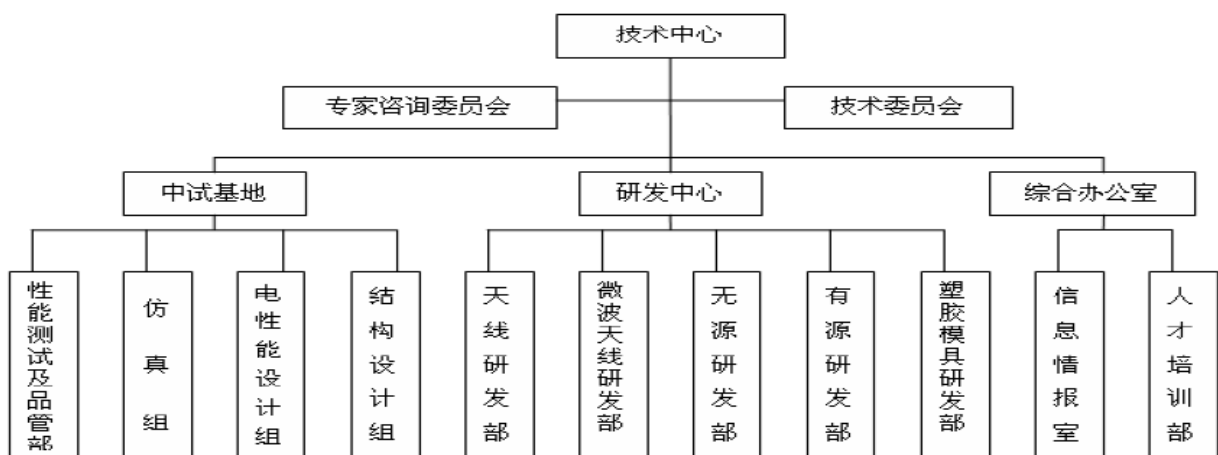 技术中心
专家咨询委员会
技术委员会
中试基地
研发中心
综合办公室
性能测试及品管部
仿真组
电性能设计组
结构设计组
天线研发部
微波天线研发部
无源研发部
有源研发部
塑胶模具研发部
信息情报室
人才培训部